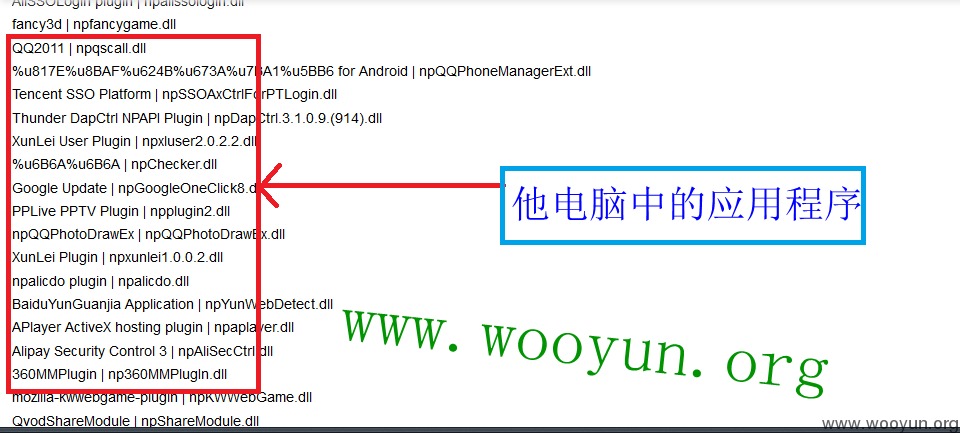 AliSSOLogin plugin | npalissologin.dll
fancy3d | npfancygame.dll
QQ2011 | npqscall.dll
%u817E%u8BAF%u624B%u673A%u7BA1%u5BB6 for Android | npQQPhoneManagerExt.dll
Tencent SSO Platform | npSSOAxCtrlForPTLogin.dll
Thunder DapCtrl NPAPI Plugin | npDapCtrl.3.1.0.9.(914).dll
XunLei User Plugin | npxluser2.0.2.2.dll
%u6B6A%u6B6A | npChecker.dll
Google Update | npGoogleOneClick8.dll
PPLive PPTV Plugin | npplugin2.dll
npQQPhotoDrawEx | npQQPhotoDrawEx.dll
XunLei Plugin | npxunlei1.0.0.2.dll
npalicdo plugin | npalicdo.dll
BaiduYunGuanjia Application | npYunWebDetect.dll
APlayer ActiveX hosting plugin | npaplayer.dll
Alipay Security Control 3 | npAliSecCtrl.dll
360MMPlugin | np360MMPlugIn.dll
mozilla-kwwebgame-plugin | npKWWebGame.dll
QvodShareModule | npShareModule.dll
他电脑中的应用程序
www.wooyun.org
www.wooyun.org